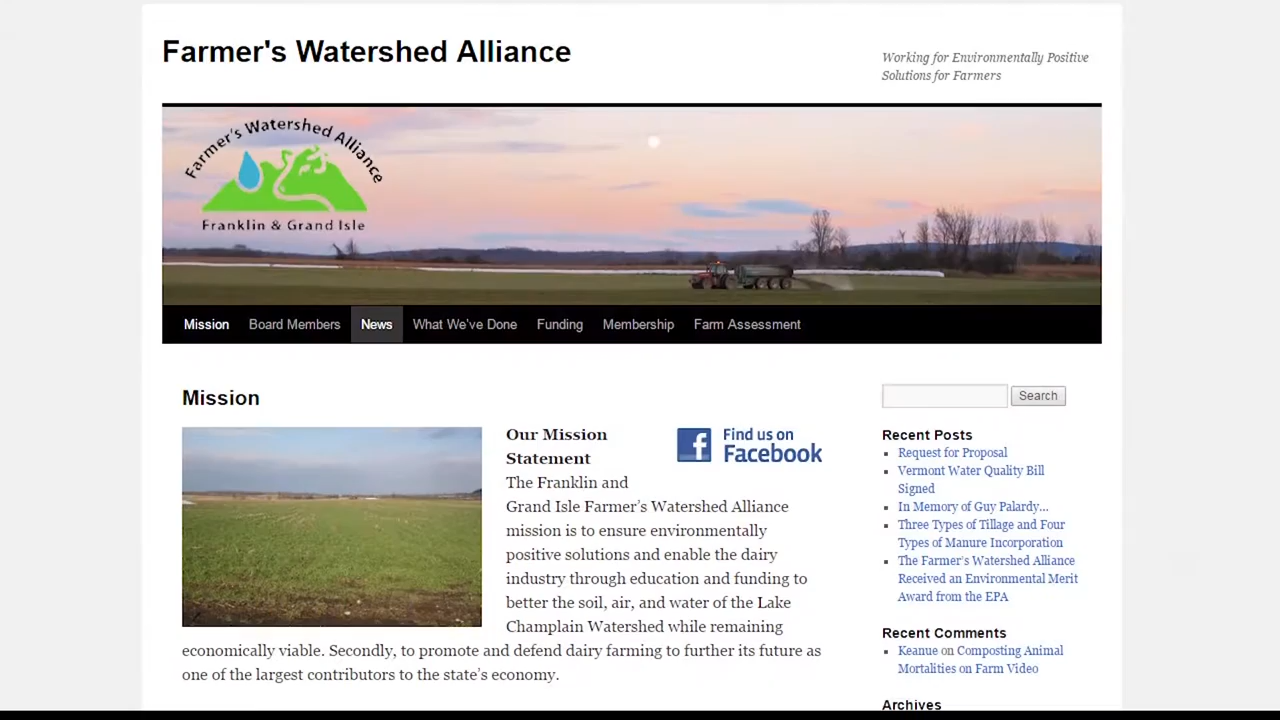 Farmer's Watershed Alliance
Working for Environmentally Positive
Solutions for Farmers
Farmer's Watershed Alliance
Franklin & Grand Isle
Mission Board Members News What We've Done Funding Membership Farm Assessment
Mission
Our Mission
Statement
Find us on
Facebook
The Franklin and
Grand Isle Farmer's Watershed Alliance
mission is to ensure environmentally
positive solutions and enable the dairy
industry through education and funding to
better the soil, air, and water of the Lake
Champlain Watershed while remaining
economically viable. Secondly, to promote and defend dairy farming to further its future as
one of the largest contributors to the state's economy.
Search
Recent Posts
Request for Proposal
Vermont Water Quality Bill
Signed
In Memory of Guy Palardy…
Three Types of Tillage and Four
Types of Manure Incorporation
The Farmer's Watershed Alliance
Received an Environmental Merit
Award from the EPA
Recent Comments
Keanue on Composting Animal
Mortalities on Farm Video
Archives